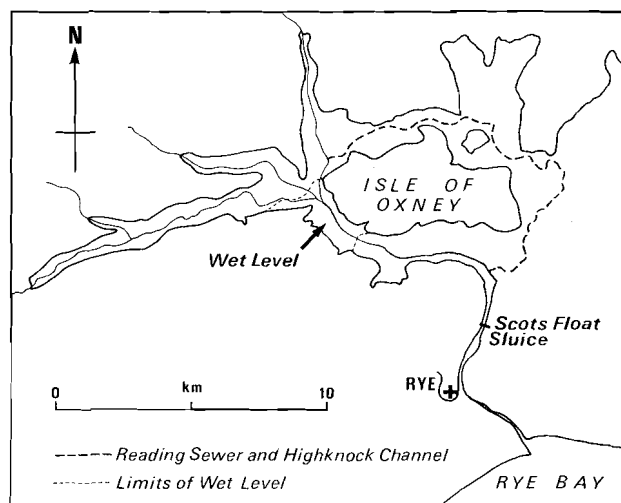 N
ISLE OF
OXNEY
Wet Level
Scots Float
Sluice
RYE
km
0 10
Reading Sewer and Highknock Channel
Limits of Wet Level
RYE BAY